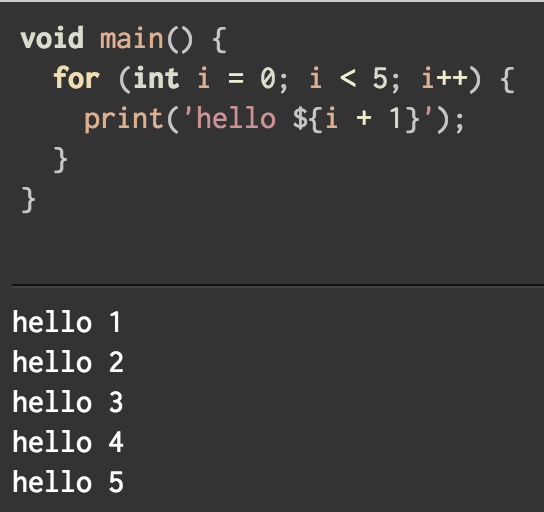 void main() {
  for (int i = 0; i < 5; i++) {
    print('hello ${i + 1}');
  }
}
hello 1
hello 2
hello 3
hello 4
hello 5